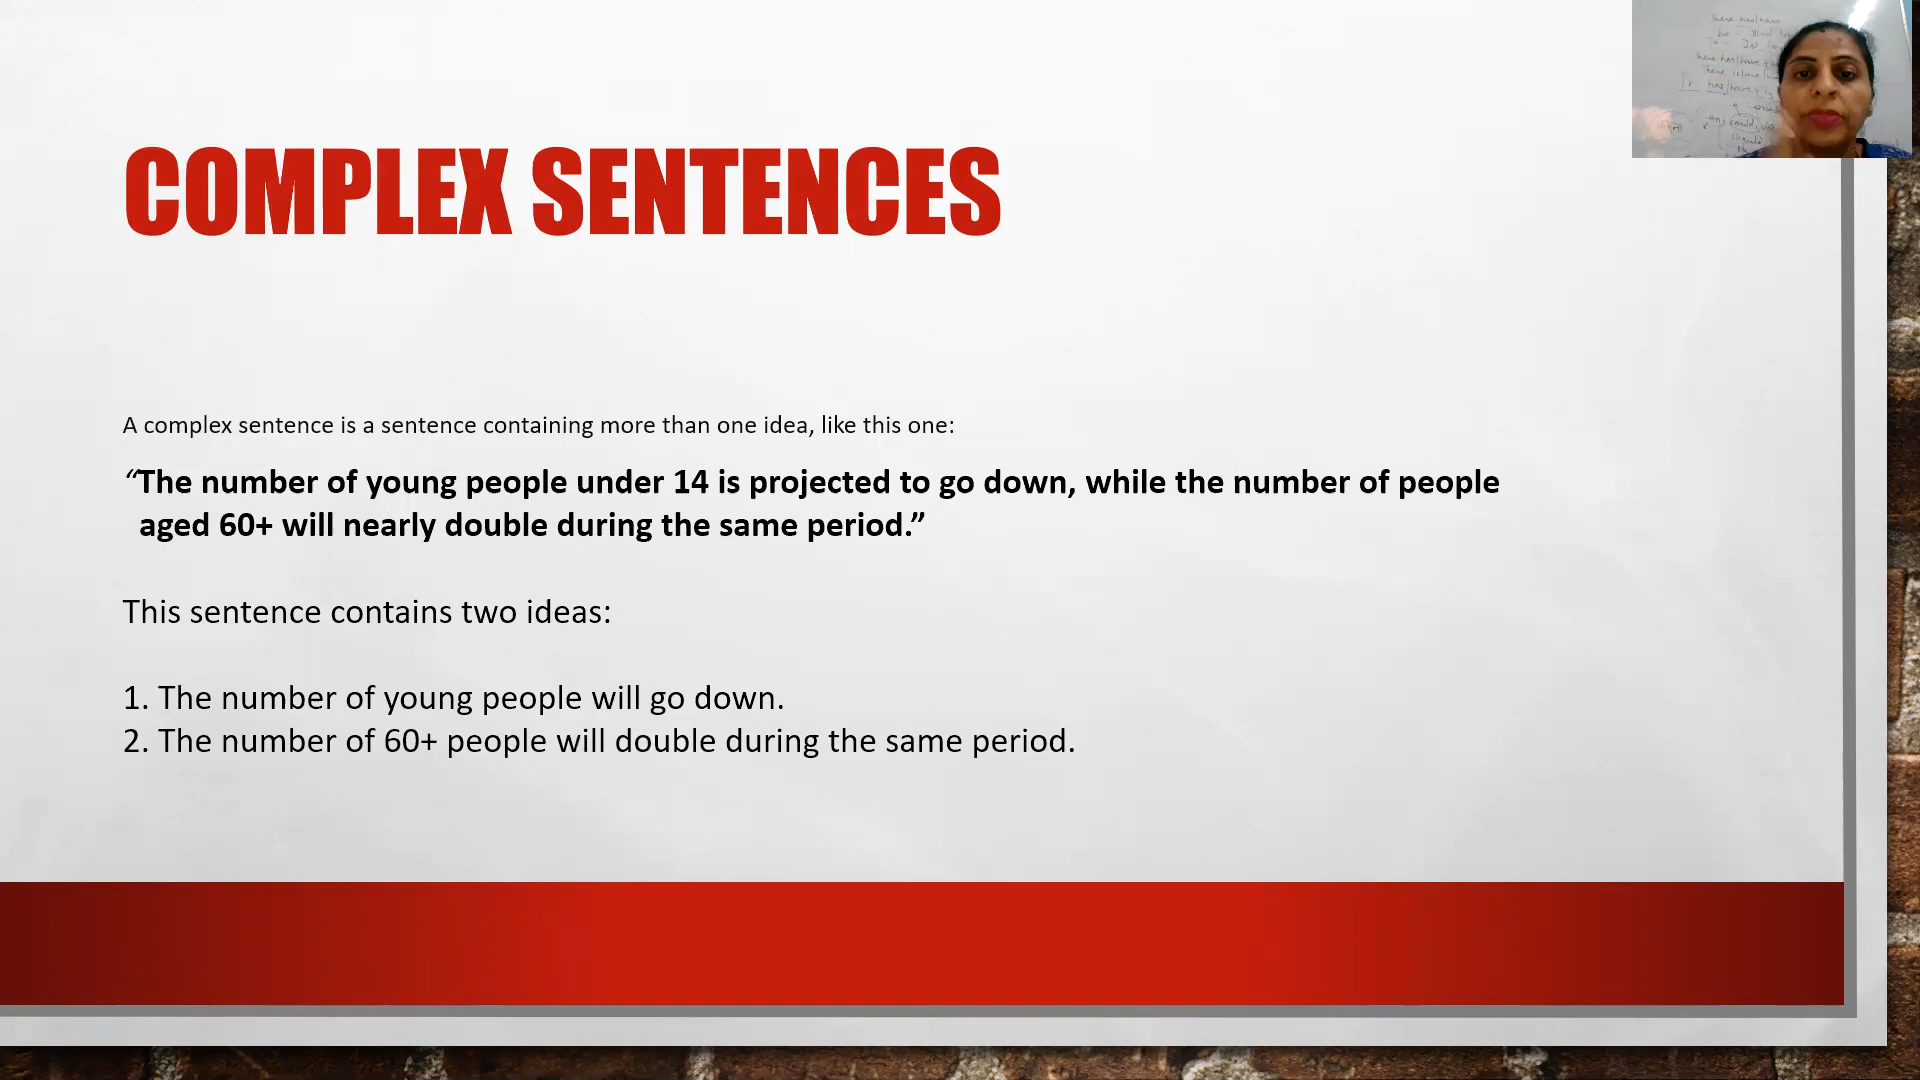 COMPLEX SENTENCES
A complex sentence is a sentence containing more than one idea, like this one:
“The number of young people under 14 is projected to go down, while the number of people
aged 60+ will nearly double during the same period.”
This sentence contains two ideas:
1. The number of young people will go down.
2. The number of 60+ people will double during the same period.
There has/have